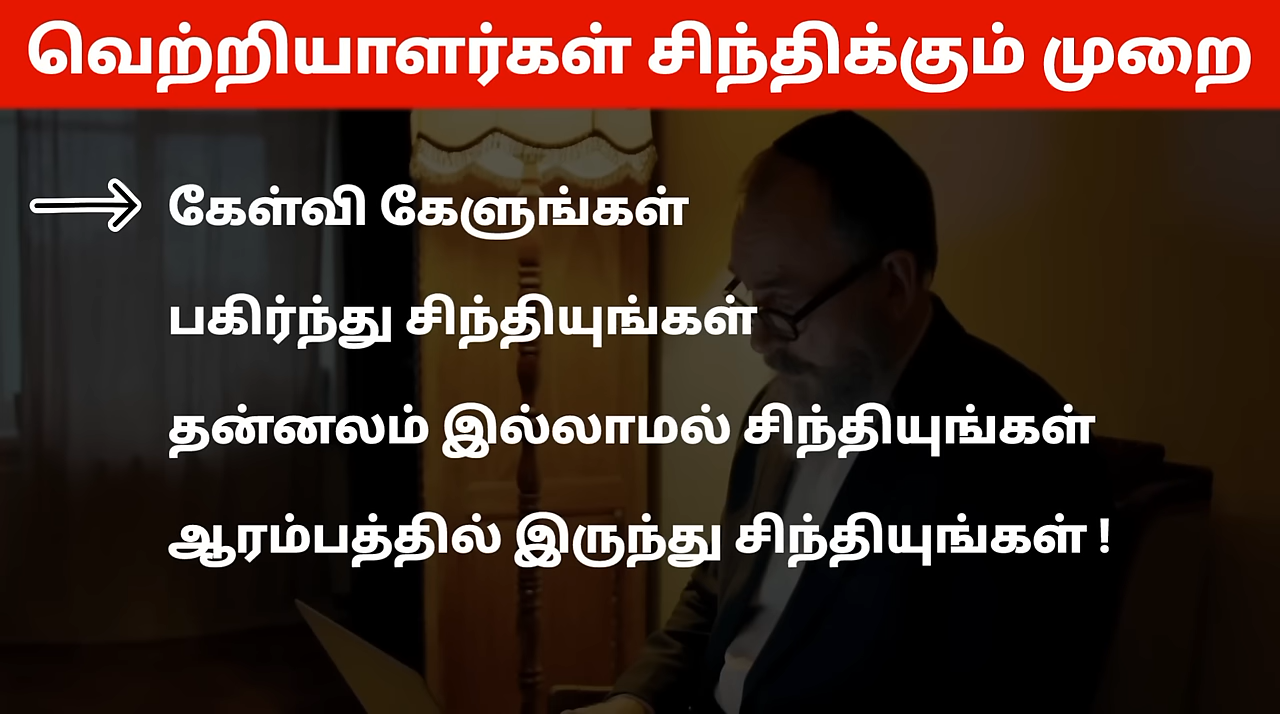 வெற்றியாளர்கள் சிந்திக்கும் முறை
கேள்வி கேளுங்கள்
பகிர்ந்து சிந்தியுங்கள்
தன்னலம் இல்லாமல் சிந்தியுங்கள்
ஆரம்பத்தில் இருந்து சிந்தியுங்கள் !